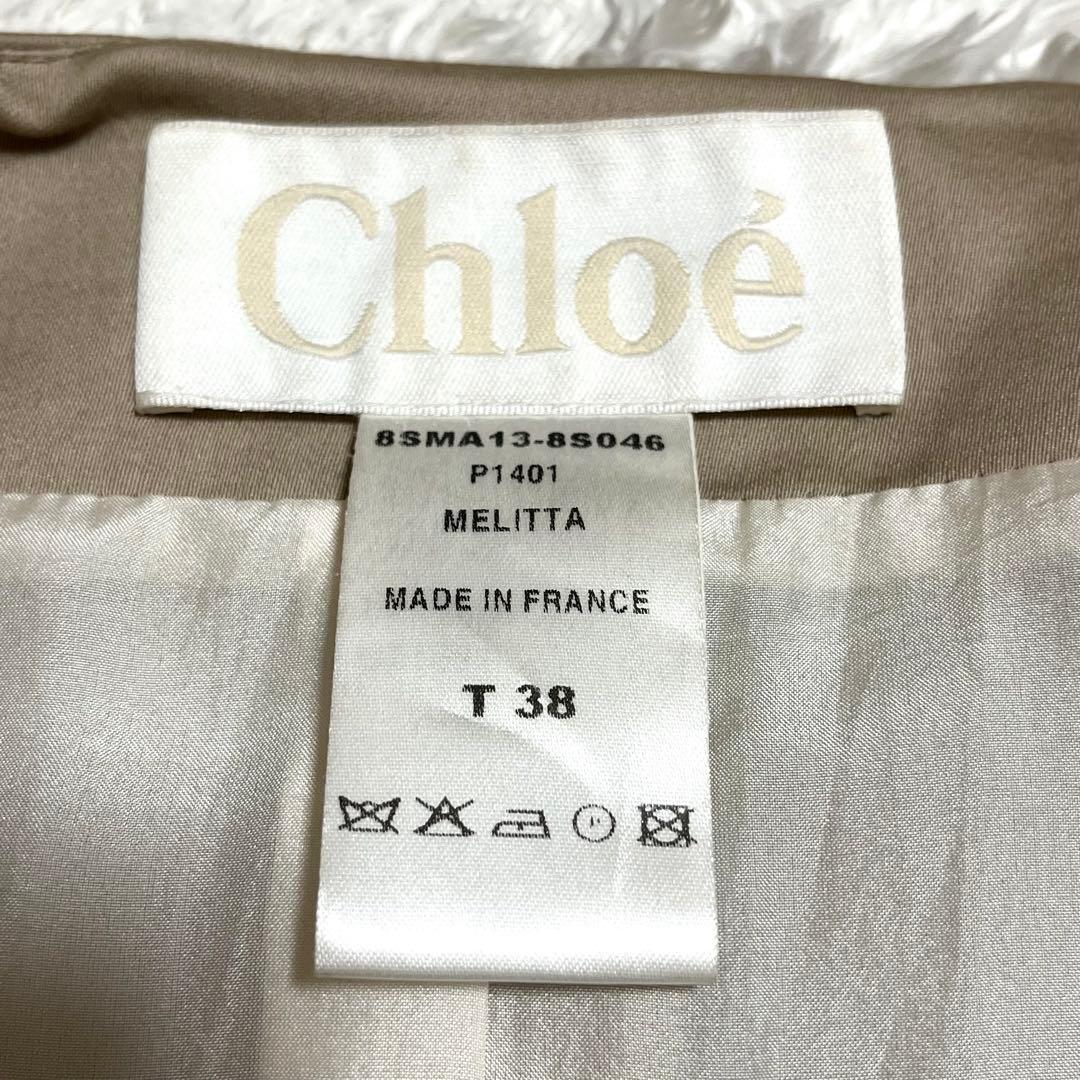 Chloé
8SMA13-8S046
P1401
MELITTA
MADE IN FRANCE
T 38
P